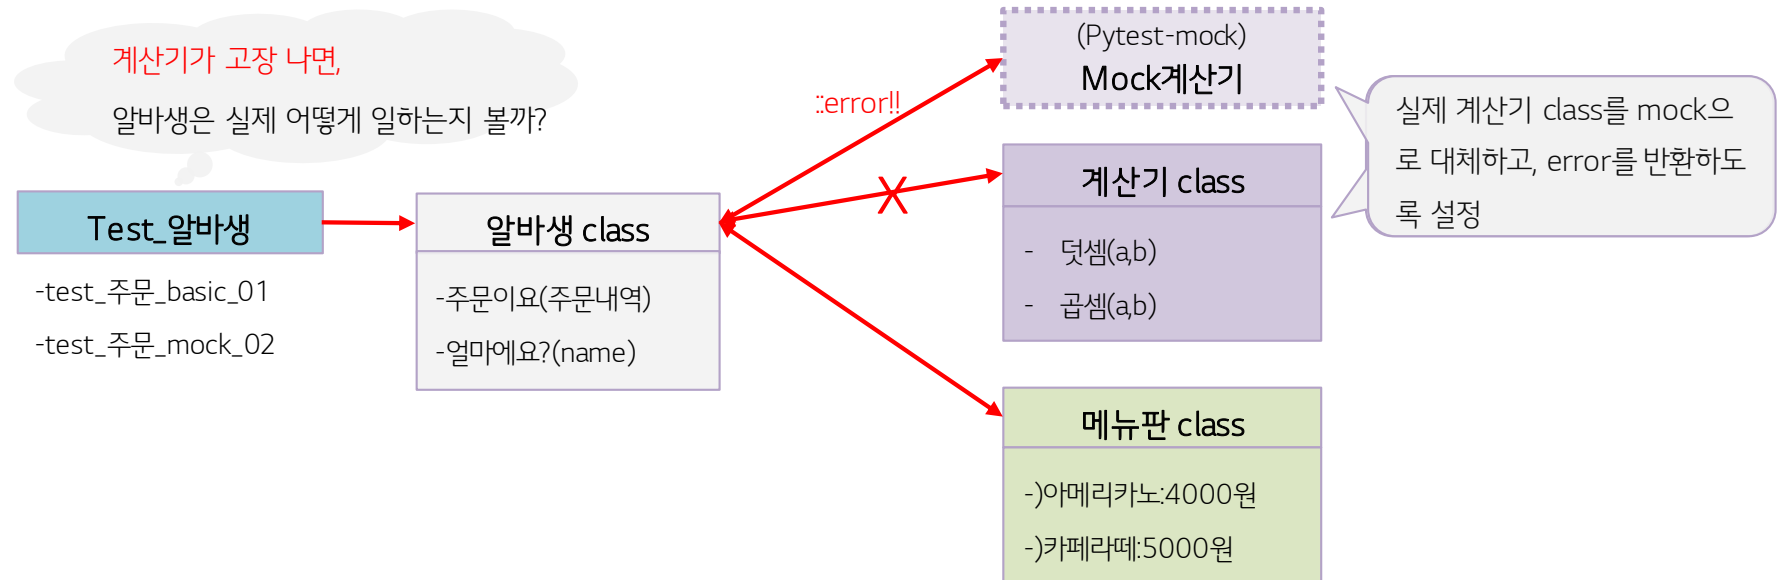 계산기가 고장 나면,
알바생은 실제 어떻게 일하는지 볼까?
Test_알바생
-test_주문_basic_01
-test_주문_mock_02
알바생 class
-주문이요(주문내역)
-얼마에요?(name)
::error!!
X
(Pytest-mock)
Mock계산기
계산기 class
- 덧셈(a,b)
- 곱셈(a,b)
메뉴판 class
-)아메리카노:4000원
-)카페라떼:5000원
실제 계산기 class를 mock으
로 대체하고, error를 반환하도
록 설정